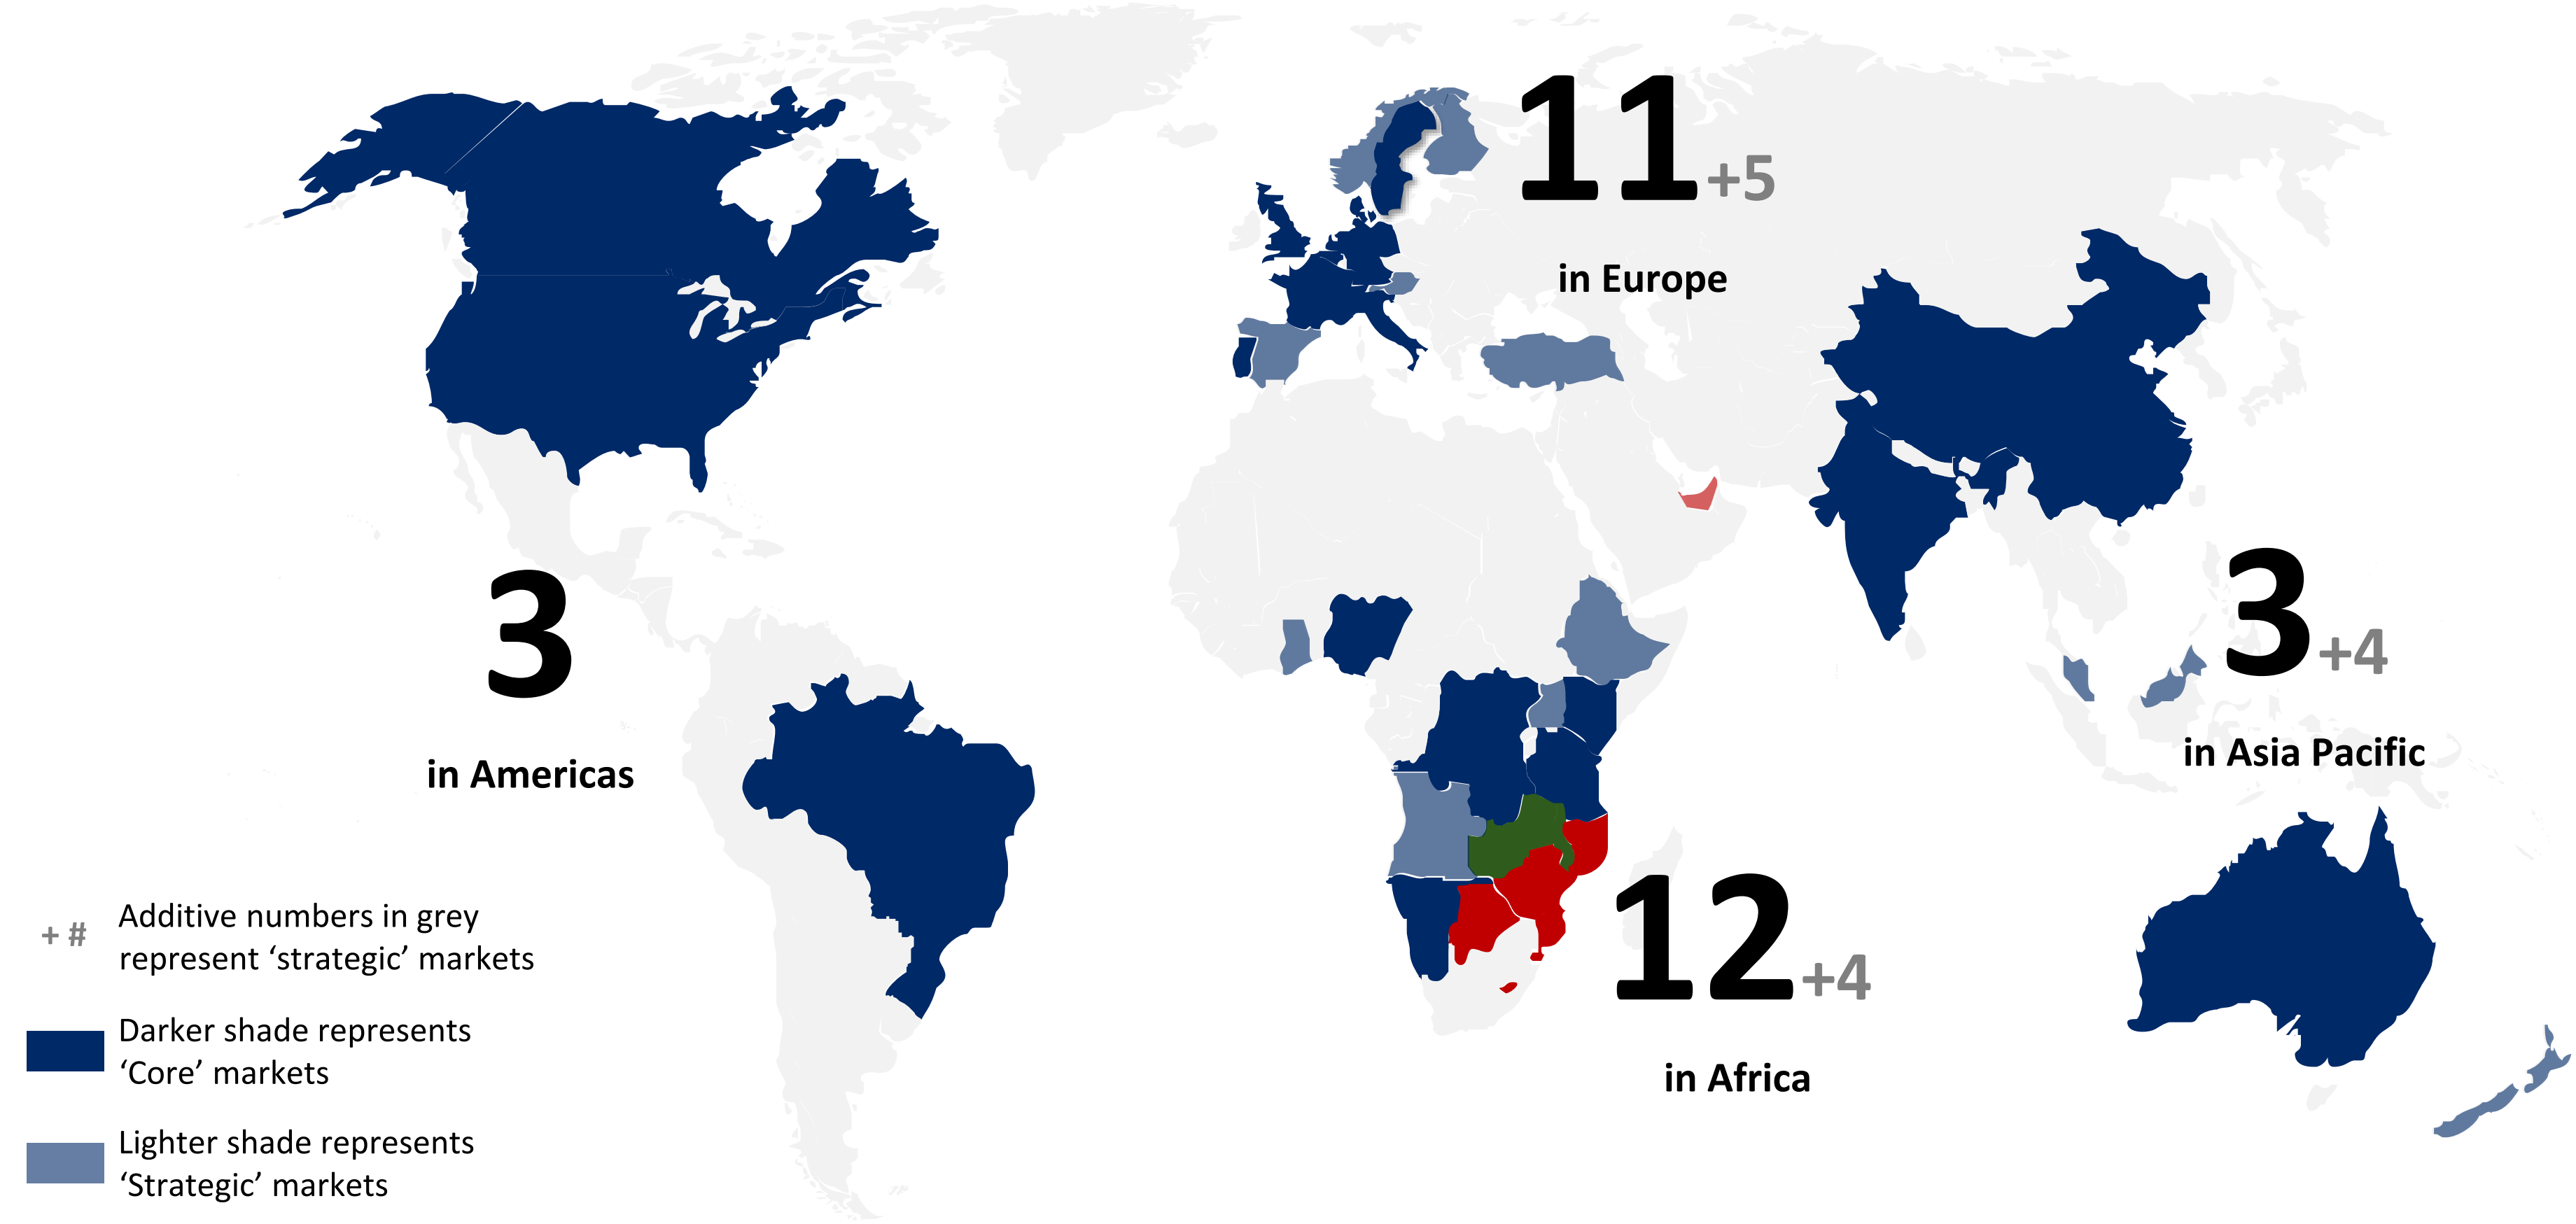 11+5
in Europe
3
in Americas
3+4
in Asia Pacific
12+4
in Africa
+ #
Additive numbers in grey
represent ‘strategic’ markets
Darker shade represents
‘Core’ markets
Lighter shade represents
‘Strategic’ markets